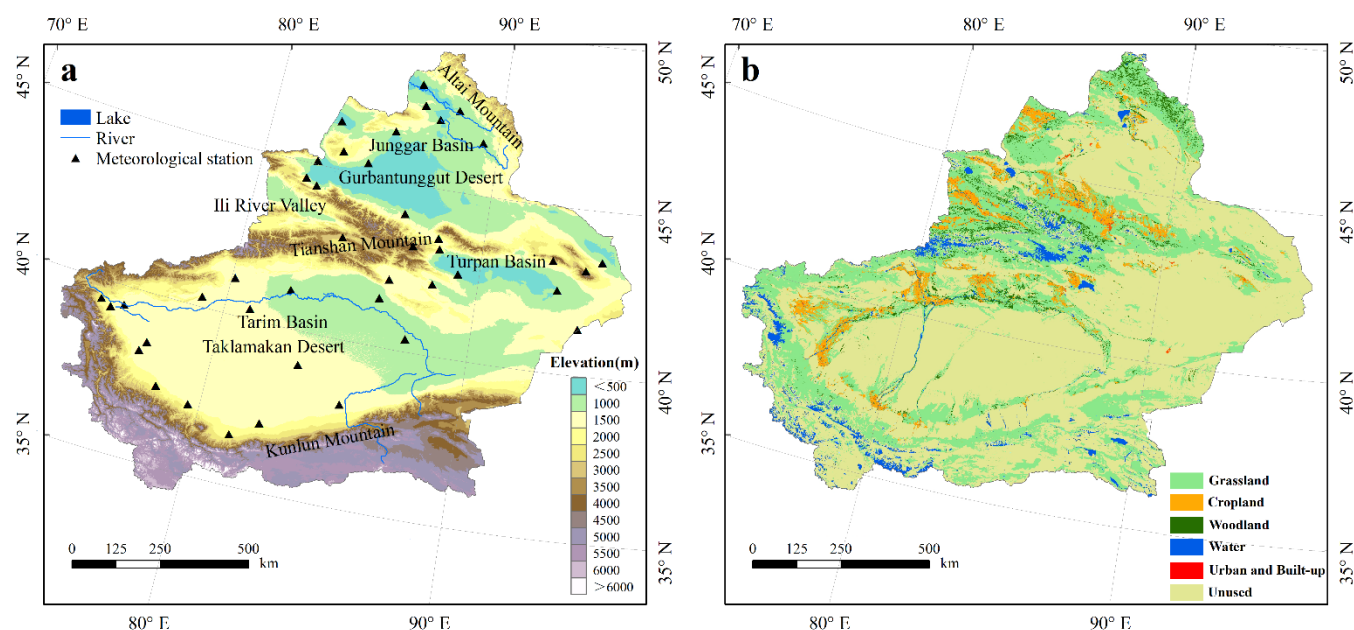 70° E
80° E
90° E
70° E
80° E
90° E
a
b
45° N
50° N
45° N
50° N
Lake
River
Meteorological station
Altai Mountain
Junggar Basin
Gurbantunggut Desert
Ili River Valley
45° N
45° N
Tianshan Mountain
Turpan Basin
40° N
40° N
Tarim Basin
Taklamakan Desert
Elevation(m)
<500
1000
1500
2000
2500
3000
3500
4000
4500
5000
5500
6000
>6000
40° N
40° N
Kunlun Mountain
35° N
35° N
Grassland
Cropland
Woodland
Water
Urban and Built-up
Unused
0 125 250 500
km
0 125 250 500
km
35° N
35° N
80° E
90° E
80° E
90° E